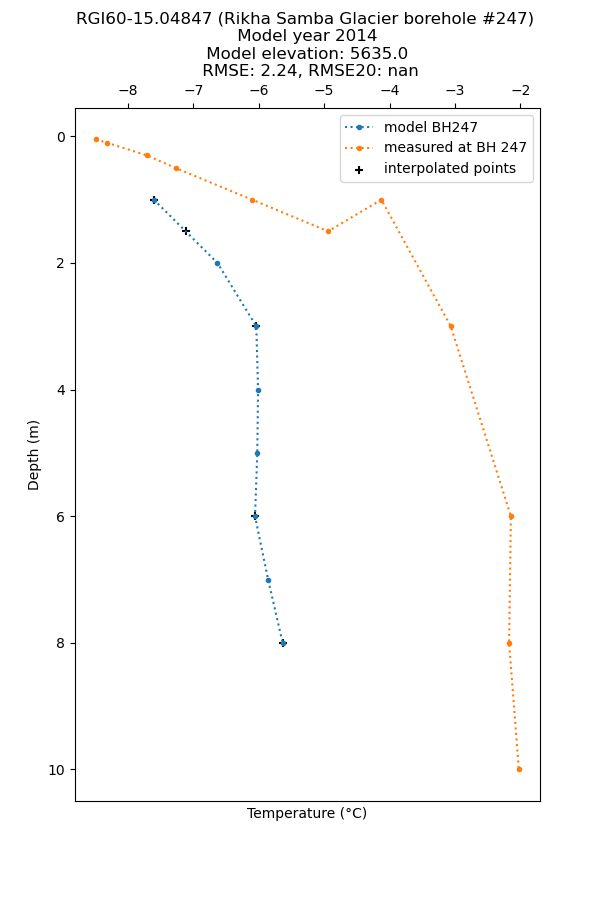 RGI60-15.04847 (Rikha Samba Glacier borehole #247)
Model year 2014
Model elevation: 5635.0
RMSE: 2.24, RMSE20: nan
−8 −7 −6 −5 −4 −3 −2
model BH247
measured at BH 247
interpolated points
0
2
4
6
8
10
Depth (m)
Temperature (°C)